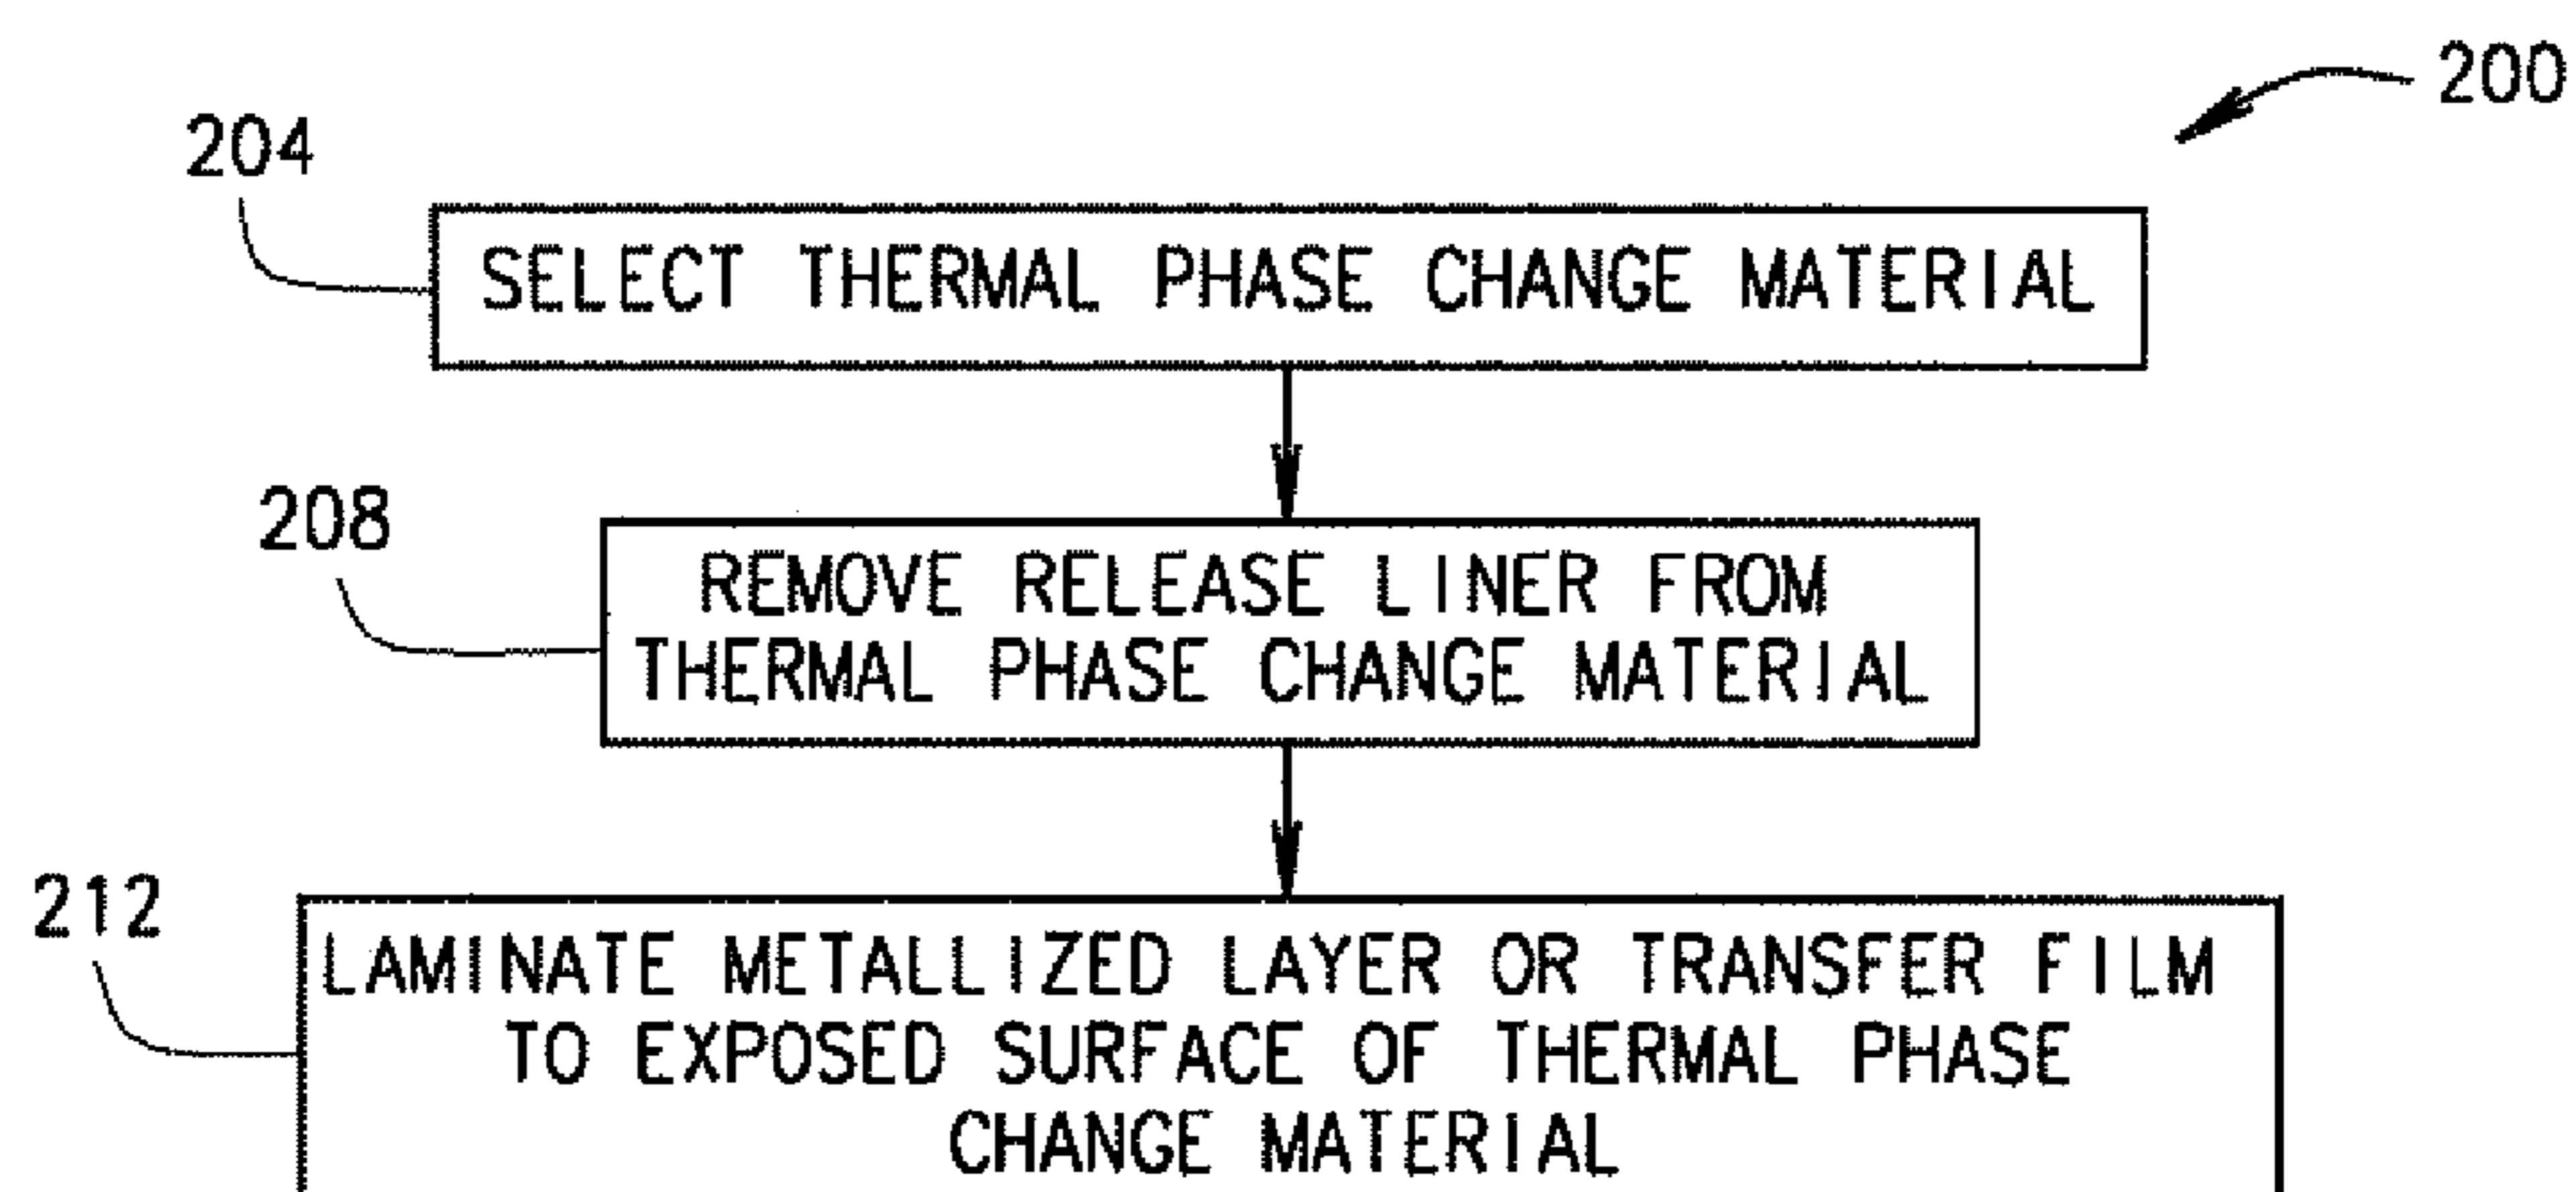 200
204
SELECT THERMAL PHASE CHANGE MATERIAL
208
REMOVE RELEASE LINER FROM
THERMAL PHASE CHANGE MATERIAL
212
LAMINATE METALLIZED LAYER OR TRANSFER FILM
TO EXPOSED SURFACE OF THERMAL PHASE
CHANGE MATERIAL